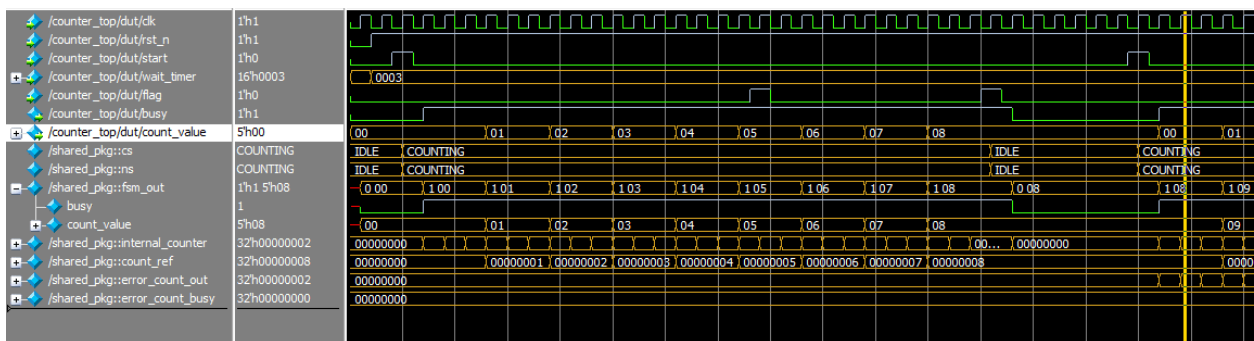 /counter_top/dut/clk 1'h1
/counter_top/dut/rst_n 1'h1
/counter_top/dut/start 1'h0
/counter_top/dut/wait_timer 16'h0003 0003
/counter_top/dut/flag 1'h0
/counter_top/dut/busy 1'h1
/counter_top/dut/count_value 5'h00 00 01 02 03 04 05 06 07 08 00 01
/shared_pkg::cs COUNTING IDLE COUNTING IDLE COUNTING
/shared_pkg::ns COUNTING IDLE COUNTING IDLE COUNTING
/shared_pkg::fsm_out 1'h1 5'h08 0 00 1 00 1 01 1 02 1 03 1 04 1 05 1 06 1 07 1 08 0 08 1 08 1 09
busy 1
count_value 5'h08 00 01 02 03 04 05 06 07 08 09
/shared_pkg::internal_counter 32'h00000002 00000000 00... 00000000
/shared_pkg::count_ref 32'h00000008 00000000 00000001 00000002 00000003 00000004 00000005 00000006 00000007 00000008 0000
/shared_pkg::error_count_out 32'h00000002 00000000
/shared_pkg::error_count_busy 32'h00000000 00000000